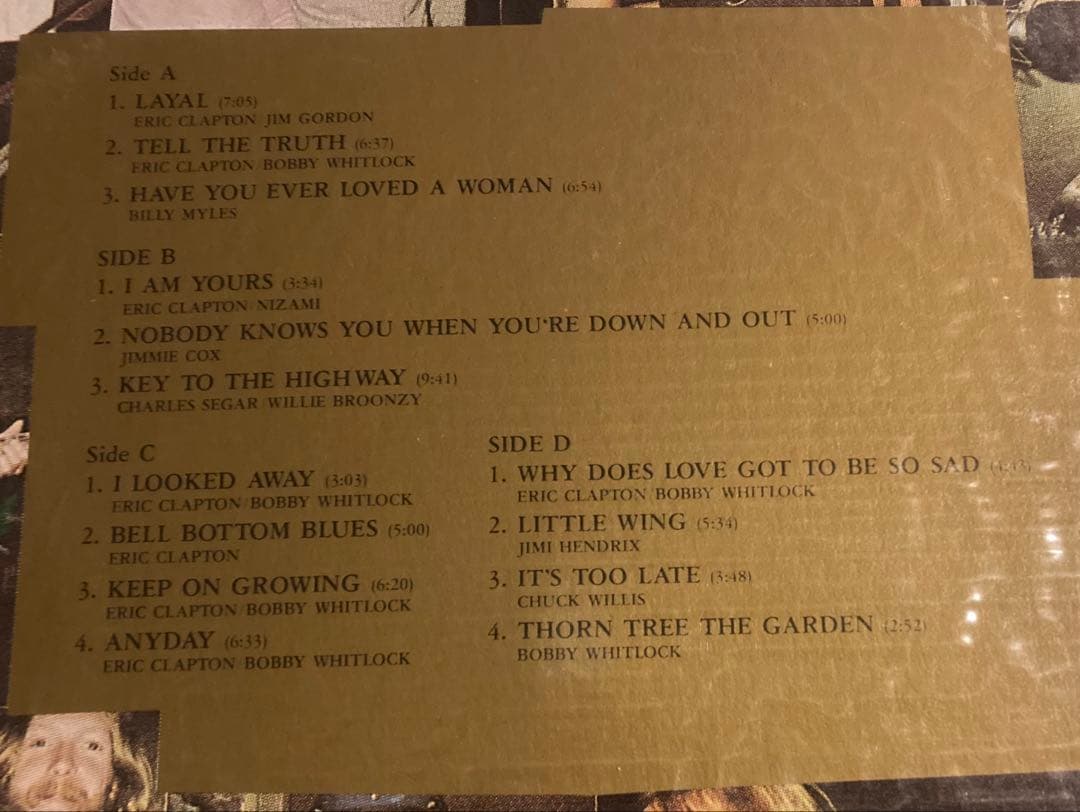 Side A
1. LAYAL (7:05)
ERIC CLAPTON JIM GORDON
2. TELL THE TRUTH (6:37)
ERIC CLAPTON/BOBBY WHITLOCK
3. HAVE YOU EVER LOVED A WOMAN (6:54)
BILLY MYLES
SIDE B
1. I AM YOURS (3:34)
ERIC CLAPTON/NIZAMI
2. NOBODY KNOWS YOU WHEN YOU'RE DOWN AND OUT (5:00)
JIMMIE COX
3. KEY TO THE HIGHWAY (9:41)
CHARLES SEGAR/WILLIE BROONZY
Side C
1. I LOOKED AWAY (3:03)
ERIC CLAPTON/BOBBY WHITLOCK
2. BELL BOTTOM BLUES (5:00)
ERIC CLAPTON
3. KEEP ON GROWING (6:20)
ERIC CLAPTON/BOBBY WHITLOCK
4. ANYDAY (6:33)
ERIC CLAPTON/BOBBY WHITLOCK
SIDE D
1. WHY DOES LOVE GOT TO BE SO SAD
ERIC CLAPTON/BOBBY WHITLOCK
2. LITTLE WING (5:34)
JIMI HENDRIX
3. IT'S TOO LATE (3:48)
CHUCK WILLIS
4. THORN TREE THE GARDEN (2:52)
BOBBY WHITLOCK